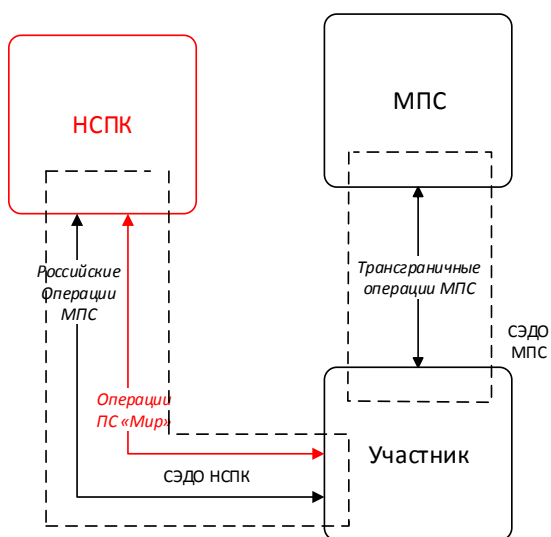 НСПК
МПС
Российские
Операции
МПС
Трансграничные
операции МПС
СЭДО
МПС
Операции
ПС «Мир»
Участник
СЭДО НСПК